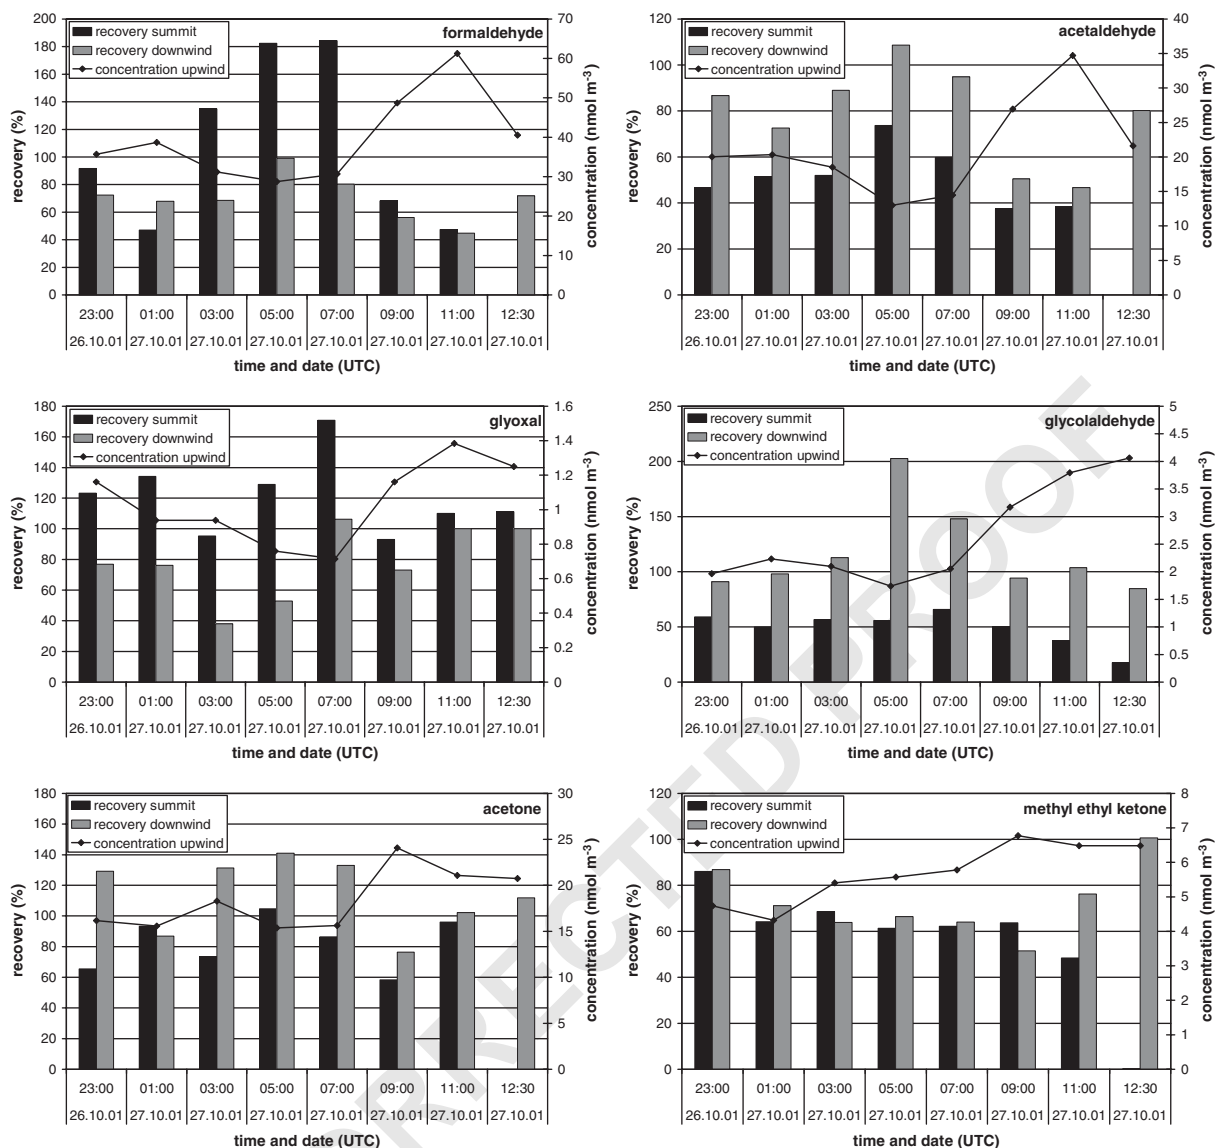 formaldehyde
recovery summit
recovery downwind
concentration upwind
200
180
160
140
120
100
80
60
40
20
0
recovery (%)
70
60
50
40
30
20
10
0
concentration (nmol m-3)
23:00 01:00 03:00 05:00 07:00 09:00 11:00 12:30
26.10.01 27.10.01 27.10.01 27.10.01 27.10.01 27.10.01 27.10.01 27.10.01
time and date (UTC)
acetaldehyde
recovery summit
recovery downwind
concentration upwind
120
100
80
60
40
20
0
recovery (%)
40
35
30
25
20
15
10
5
0
concentration (nmol m-3)
23:00 01:00 03:00 05:00 07:00 09:00 11:00 12:30
26.10.01 27.10.01 27.10.01 27.10.01 27.10.01 27.10.01 27.10.01 27.10.01
time and date (UTC)
glyoxal
recovery summit
recovery downwind
concentration upwind
180
160
140
120
100
80
60
40
20
0
recovery (%)
1.6
1.4
1.2
1
0.8
0.6
0.4
0.2
0
concentration (nmol m-3)
23:00 01:00 03:00 05:00 07:00 09:00 11:00 12:30
26.10.01 27.10.01 27.10.01 27.10.01 27.10.01 27.10.01 27.10.01 27.10.01
time and date (UTC)
glycolaldehyde
recovery summit
recovery downwind
concentration upwind
250
200
150
100
50
0
recovery (%)
5
4.5
4
3.5
3
2.5
2
1.5
1
0.5
0
concentration (nmol m-3)
23:00 01:00 03:00 05:00 07:00 09:00 11:00 12:30
26.10.01 27.10.01 27.10.01 27.10.01 27.10.01 27.10.01 27.10.01 27.10.01
time and date (UTC)
acetone
recovery summit
recovery downwind
concentration upwind
180
160
140
120
100
80
60
40
20
0
recovery (%)
30
25
20
15
10
5
0
concentration (nmol m-3)
23:00 01:00 03:00 05:00 07:00 09:00 11:00 12:30
26.10.01 27.10.01 27.10.01 27.10.01 27.10.01 27.10.01 27.10.01 27.10.01
time and date (UTC)
methyl ethyl ketone
recovery summit
recovery downwind
concentration upwind
120
100
80
60
40
20
0
recovery (%)
8
7
6
5
4
3
2
1
0
concentration (nmol m-3)
23:00 01:00 03:00 05:00 07:00 09:00 11:00 12:30
26.10.01 27.10.01 27.10.01 27.10.01 27.10.01 27.10.01 27.10.01 27.10.01
time and date (UTC)
ORRECTED PROOF